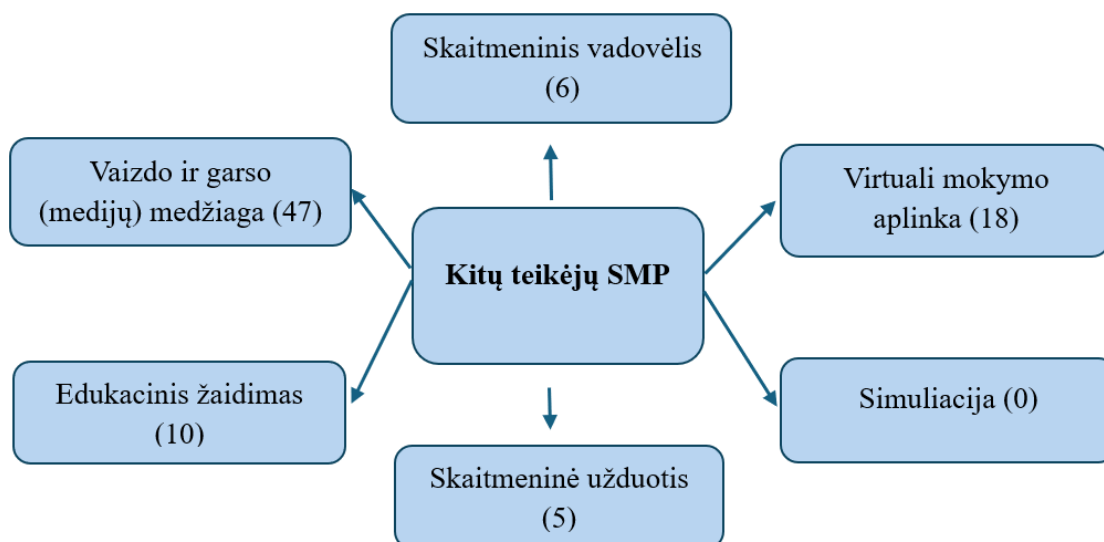 Skaitmeninis vadovėlis
(6)
Vaizdo ir garso
(medijų) medžiaga (47)
Virtuali mokymo
aplinka (18)
Kitų teikėjų SMP
Edukacinis žaidimas
(10)
Simuliacija (0)
Skaitmeninė užduotis
(5)